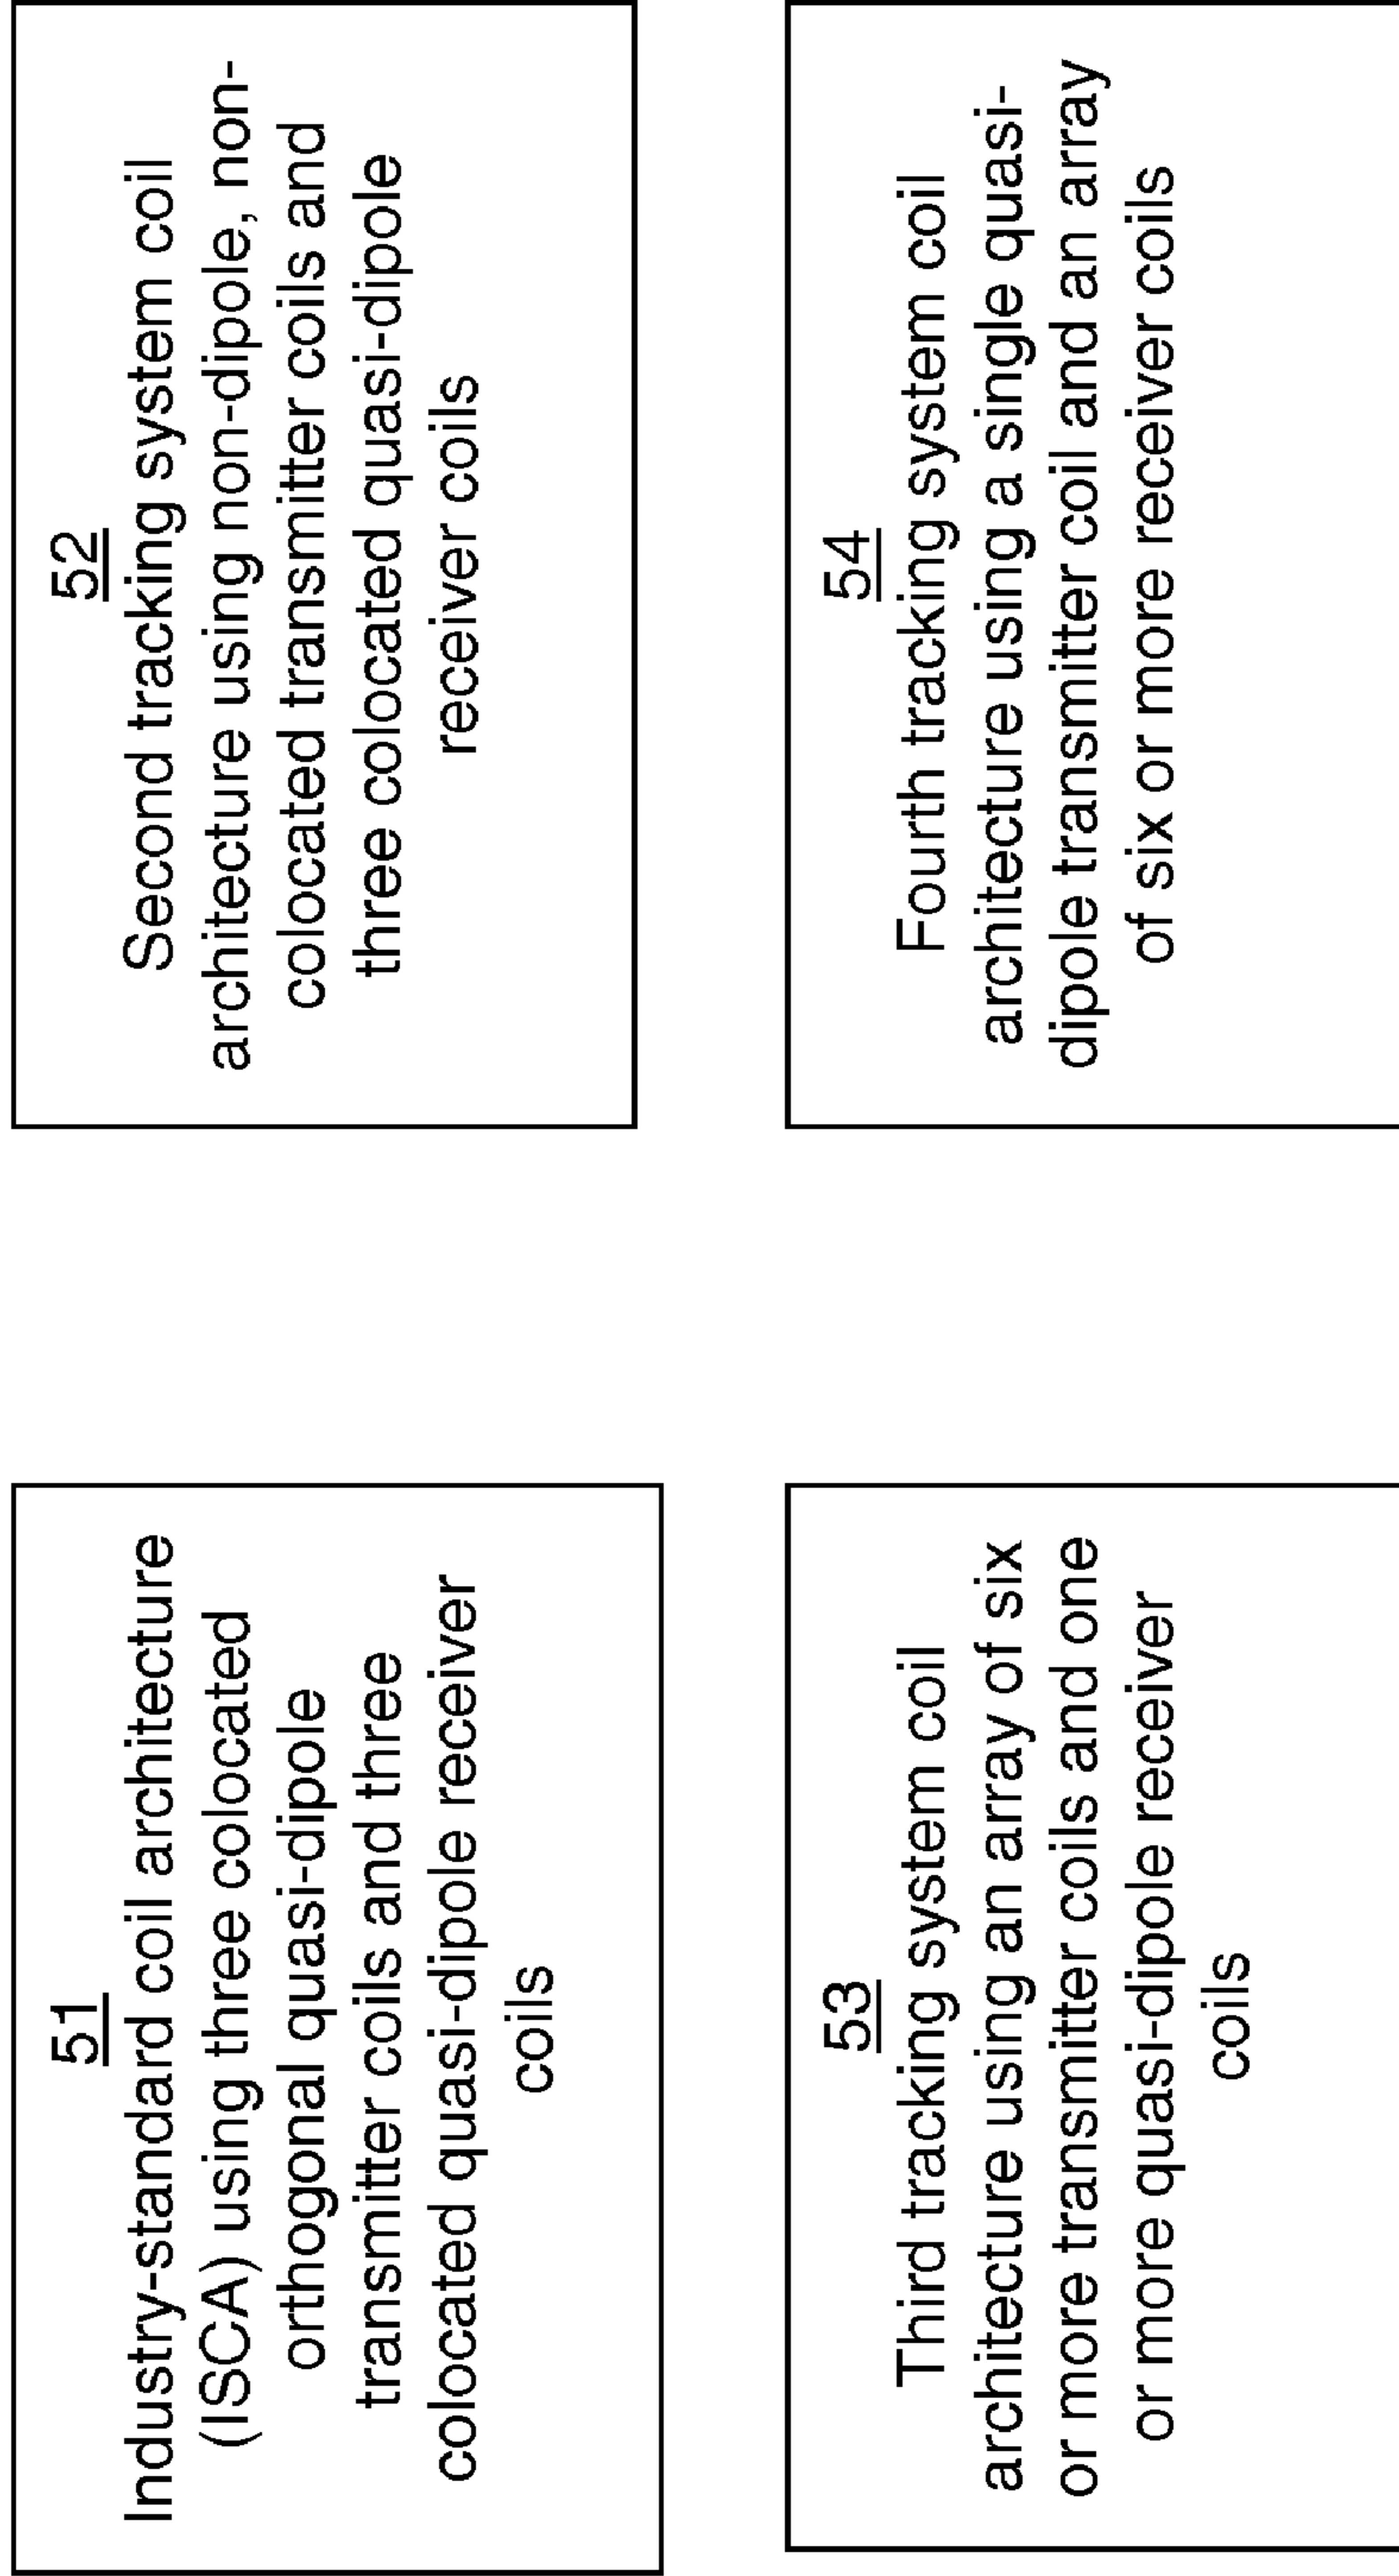 51
Industry-standard coil architecture
(ISCA) using three colocated
orthogonal quasi-dipole
transmitter coils and three
colocated quasi-dipole receiver
coils
52
Second tracking system coil
architecture using non-dipole, non-
colocated transmitter coils and
three colocated quasi-dipole
receiver coils
53
Third tracking system coil
architecture using an array of six
or more transmitter coils and one
or more quasi-dipole receiver
coils
54
Fourth tracking system coil
architecture using a single quasi-
dipole transmitter coil and an array
of six or more receiver coils